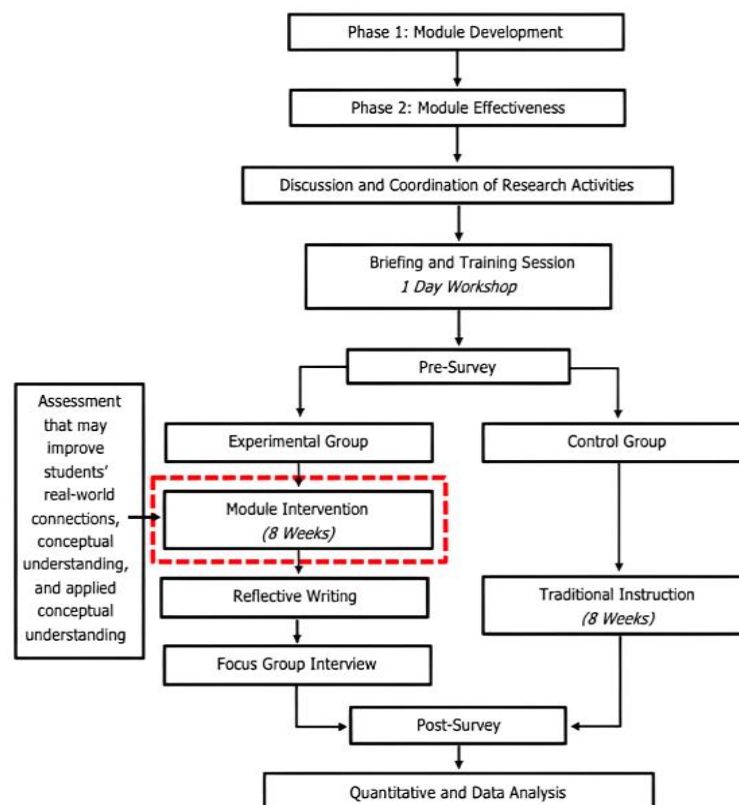 Phase 1: Module Development
Phase 2: Module Effectiveness
Discussion and Coordination of Research Activities
Briefing and Training Session
1 Day Workshop
Pre-Survey
Assessment
that may
improve
students'
real-world
connections,
conceptual
understanding,
and applied
conceptual
understanding
Experimental Group
Control Group
Module Intervention
(8 Weeks)
Reflective Writing
Traditional Instruction
(8 Weeks)
Focus Group Interview
Post-Survey
Quantitative and Data Analysis